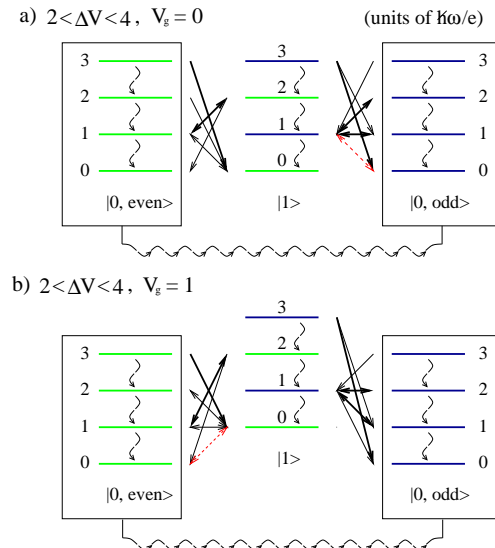 a) 2<ΔV<4 , V_g = 0 (units of ħω/e)
3 3 3
2 2 2
1 1 1
0 0 0
|0, even> |1> |0, odd>
b) 2<ΔV<4 , V_g = 1
3
3 2 3
2 1 2
1 0 1
0 |1> 0
|0, even> |0, odd>